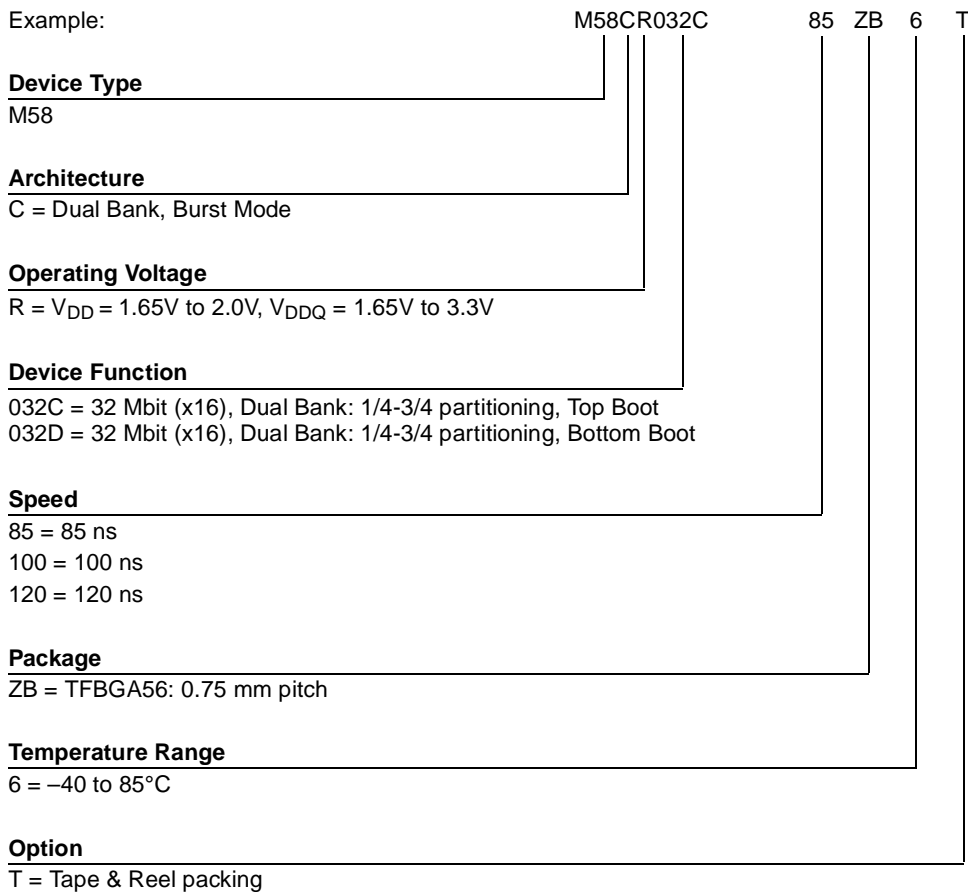 Example: M58CR032C 85 ZB 6 T
Device Type
M58
Architecture
C = Dual Bank, Burst Mode
Operating Voltage
R = VDD = 1.65V to 2.0V, VDDQ = 1.65V to 3.3V
Device Function
032C = 32 Mbit (x16), Dual Bank: 1/4-3/4 partitioning, Top Boot
032D = 32 Mbit (x16), Dual Bank: 1/4-3/4 partitioning, Bottom Boot
Speed
85 = 85 ns
100 = 100 ns
120 = 120 ns
Package
ZB = TFBGA56: 0.75 mm pitch
Temperature Range
6 = –40 to 85°C
Option
T = Tape & Reel packing